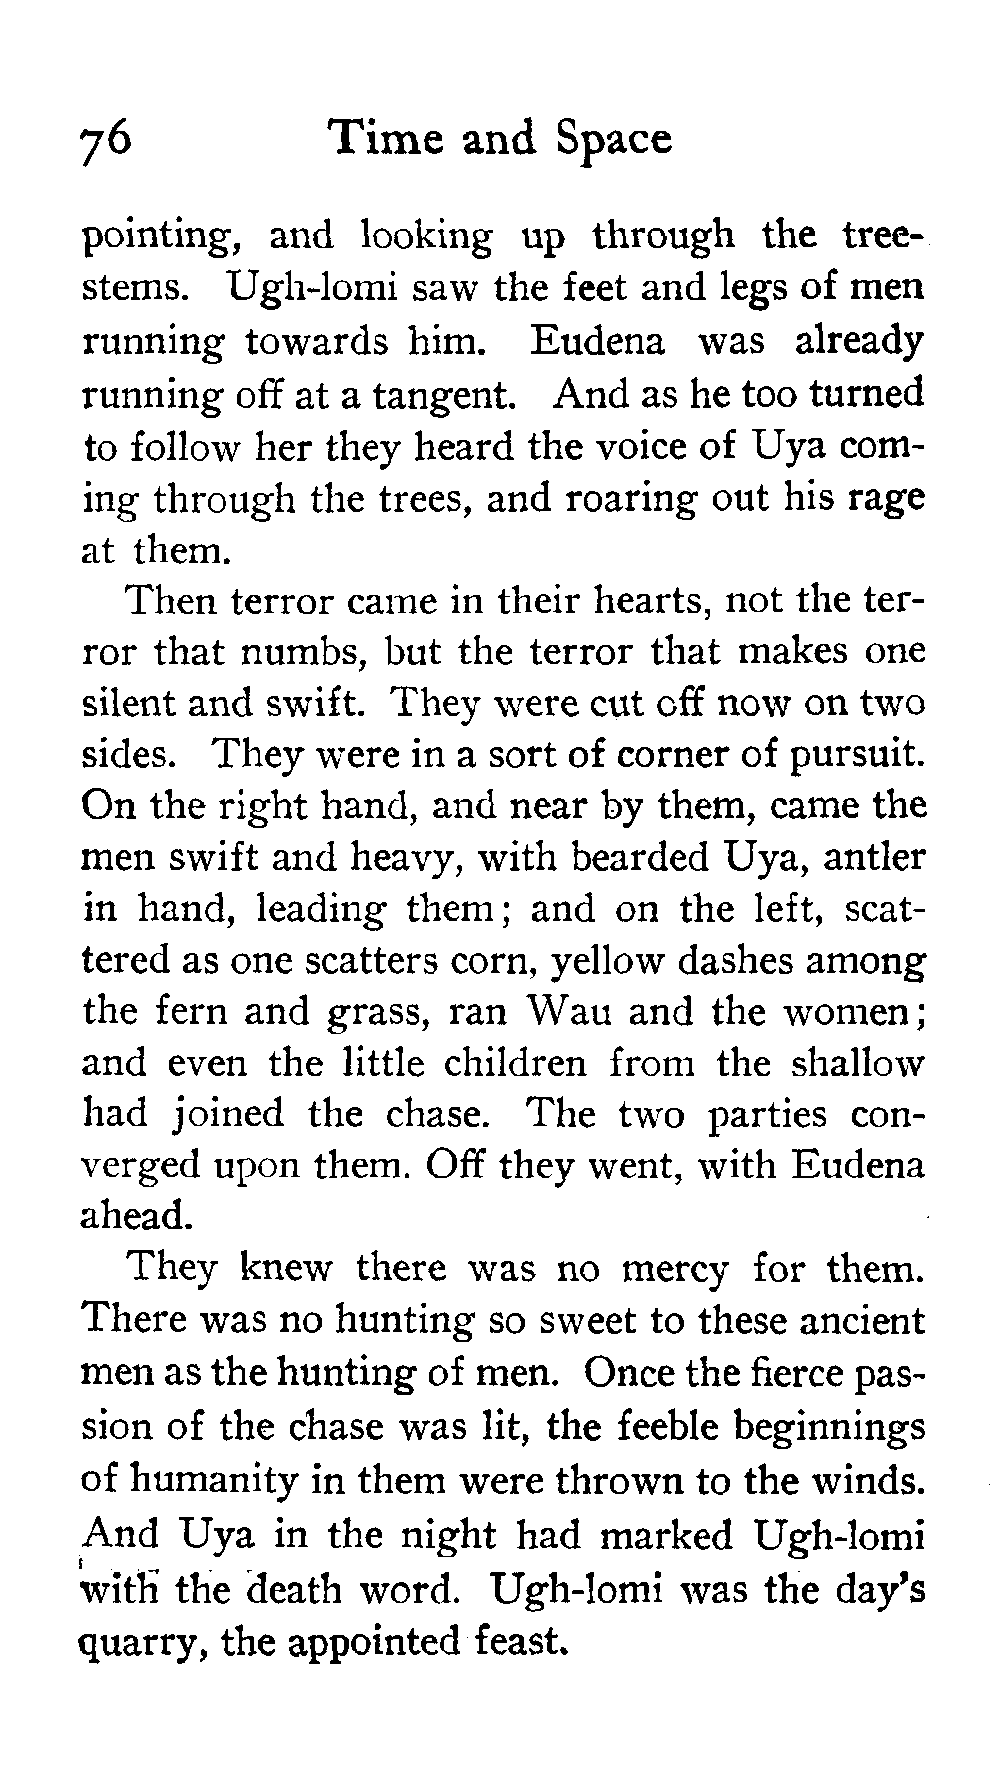 76 Time and Space
pointing, and looking up through the tree-
stems. Ugh-lomi saw the feet and legs of men
running towards him. Eudena was already
running off at a tangent. And as he too turned
to follow her they heard the voice of Uya com-
ing through the trees, and roaring out his rage
at them.
Then terror came in their hearts, not the ter-
ror that numbs, but the terror that makes one
silent and swift. They were cut off now on two
sides. They were in a sort of corner of pursuit.
On the right hand, and near by them, came the
men swift and heavy, with bearded Uya, antler
in hand, leading them; and on the left, scat-
tered as one scatters corn, yellow dashes among
the fern and grass, ran Wau and the women;
and even the little children from the shallow
had joined the chase. The two parties con-
verged upon them. Off they went, with Eudena
ahead.
They knew there was no mercy for them.
There was no hunting so sweet to these ancient
men as the hunting of men. Once the fierce pas-
sion of the chase was lit, the feeble beginnings
of humanity in them were thrown to the winds.
And Uya in the night had marked Ugh-lomi
with the death word. Ugh-lomi was the day's
quarry, the appointed feast.